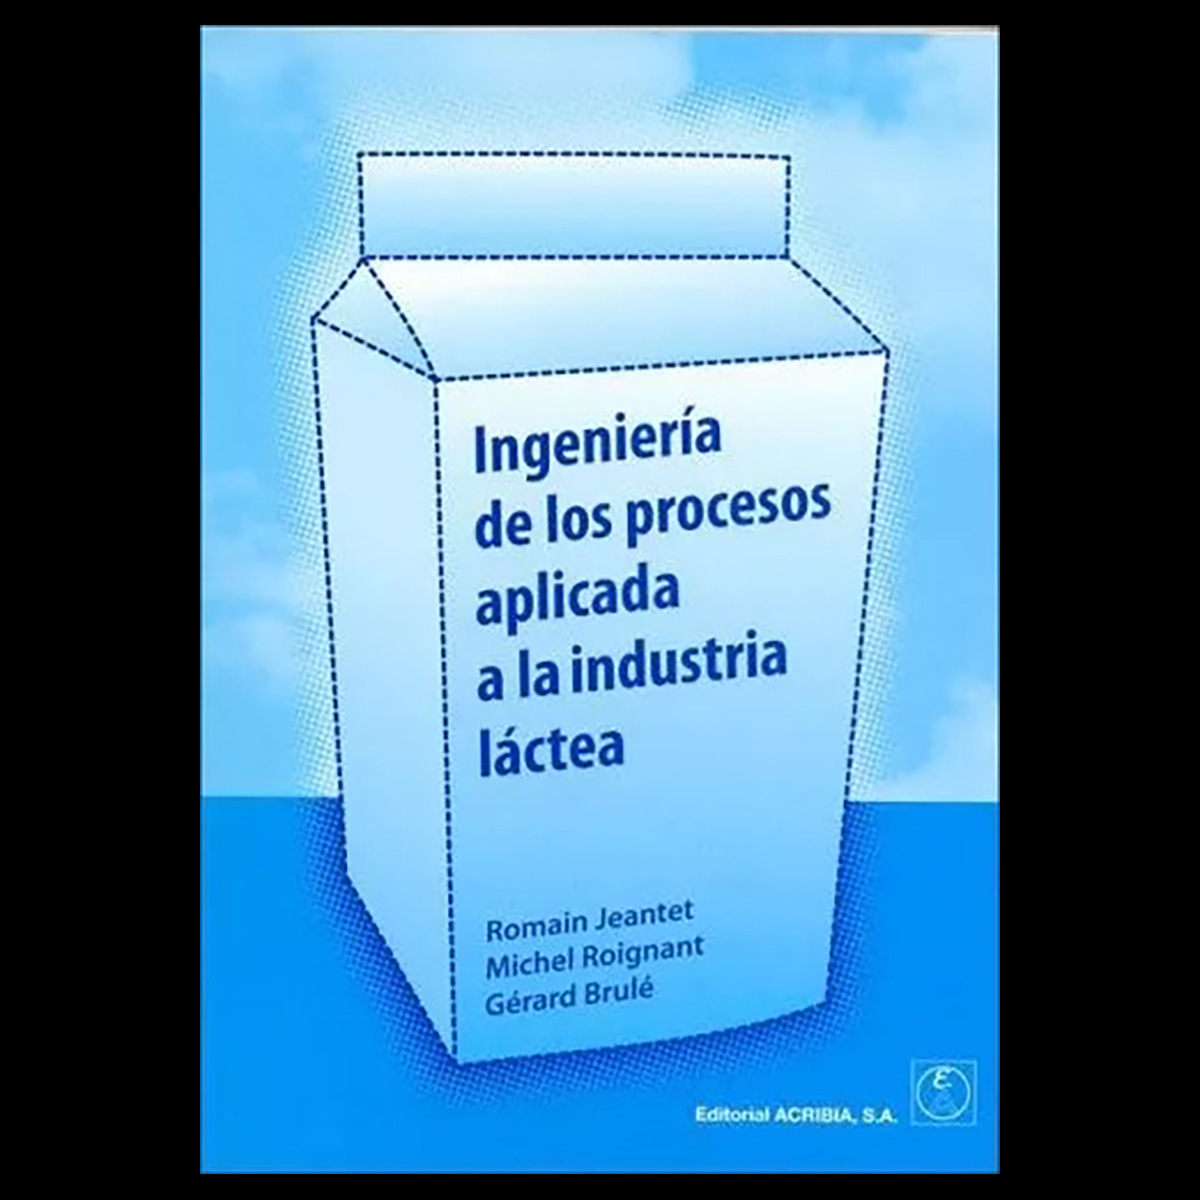 Ingeniería
de los procesos
aplicada
a la industria
láctea
Romain Jeantet
Michel Roignant
Gérard Brulé
Editorial ACRIBIA, S.A.